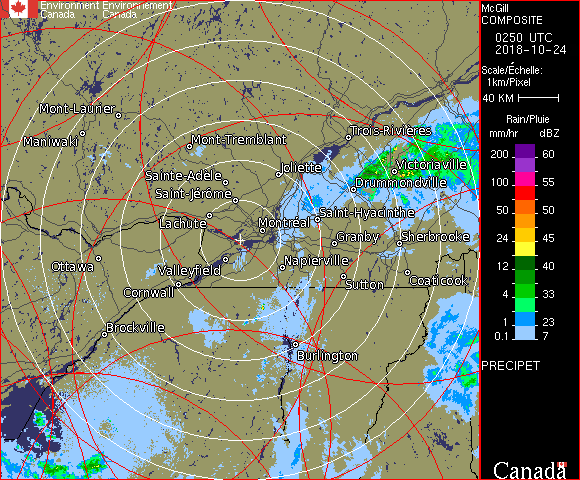 Environment Environnement
Canada Canada
McGill
COMPOSITE
0250 UTC
2018-10-24
Scale/Échelle:
1km/Pixel
40 KM
Rain/Pluie
mm/hr dBZ
200 60
150 57
100 55
50 50
24 45
12 40
4 33
1 23
0.1 7
PRECIPET
Canada
Mont-Laurier
Maniwaki
Mont-Tremblant
Trois-Rivières
Joliette
Victoriaville
Sainte-Adèle
Drummondville
Saint-Jérôme
Saint-Hyacinthe
Lachute
Montréal
Granby
Sherbrooke
Ottawa
Valleyfield
Napierville
Sutton
Coaticook
Cornwall
Brockville
Burlington